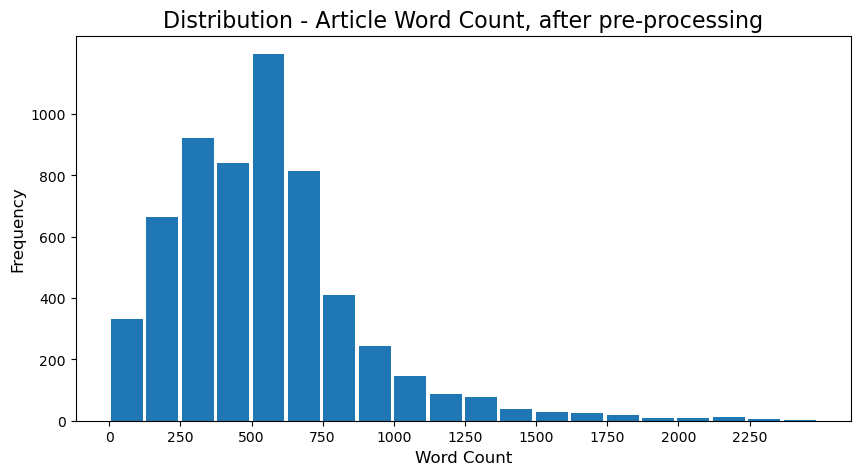 Distribution - Article Word Count, after pre-processing
Frequency
1000
800
600
400
200
0
0 250 500 750 1000 1250 1500 1750 2000 2250
Word Count